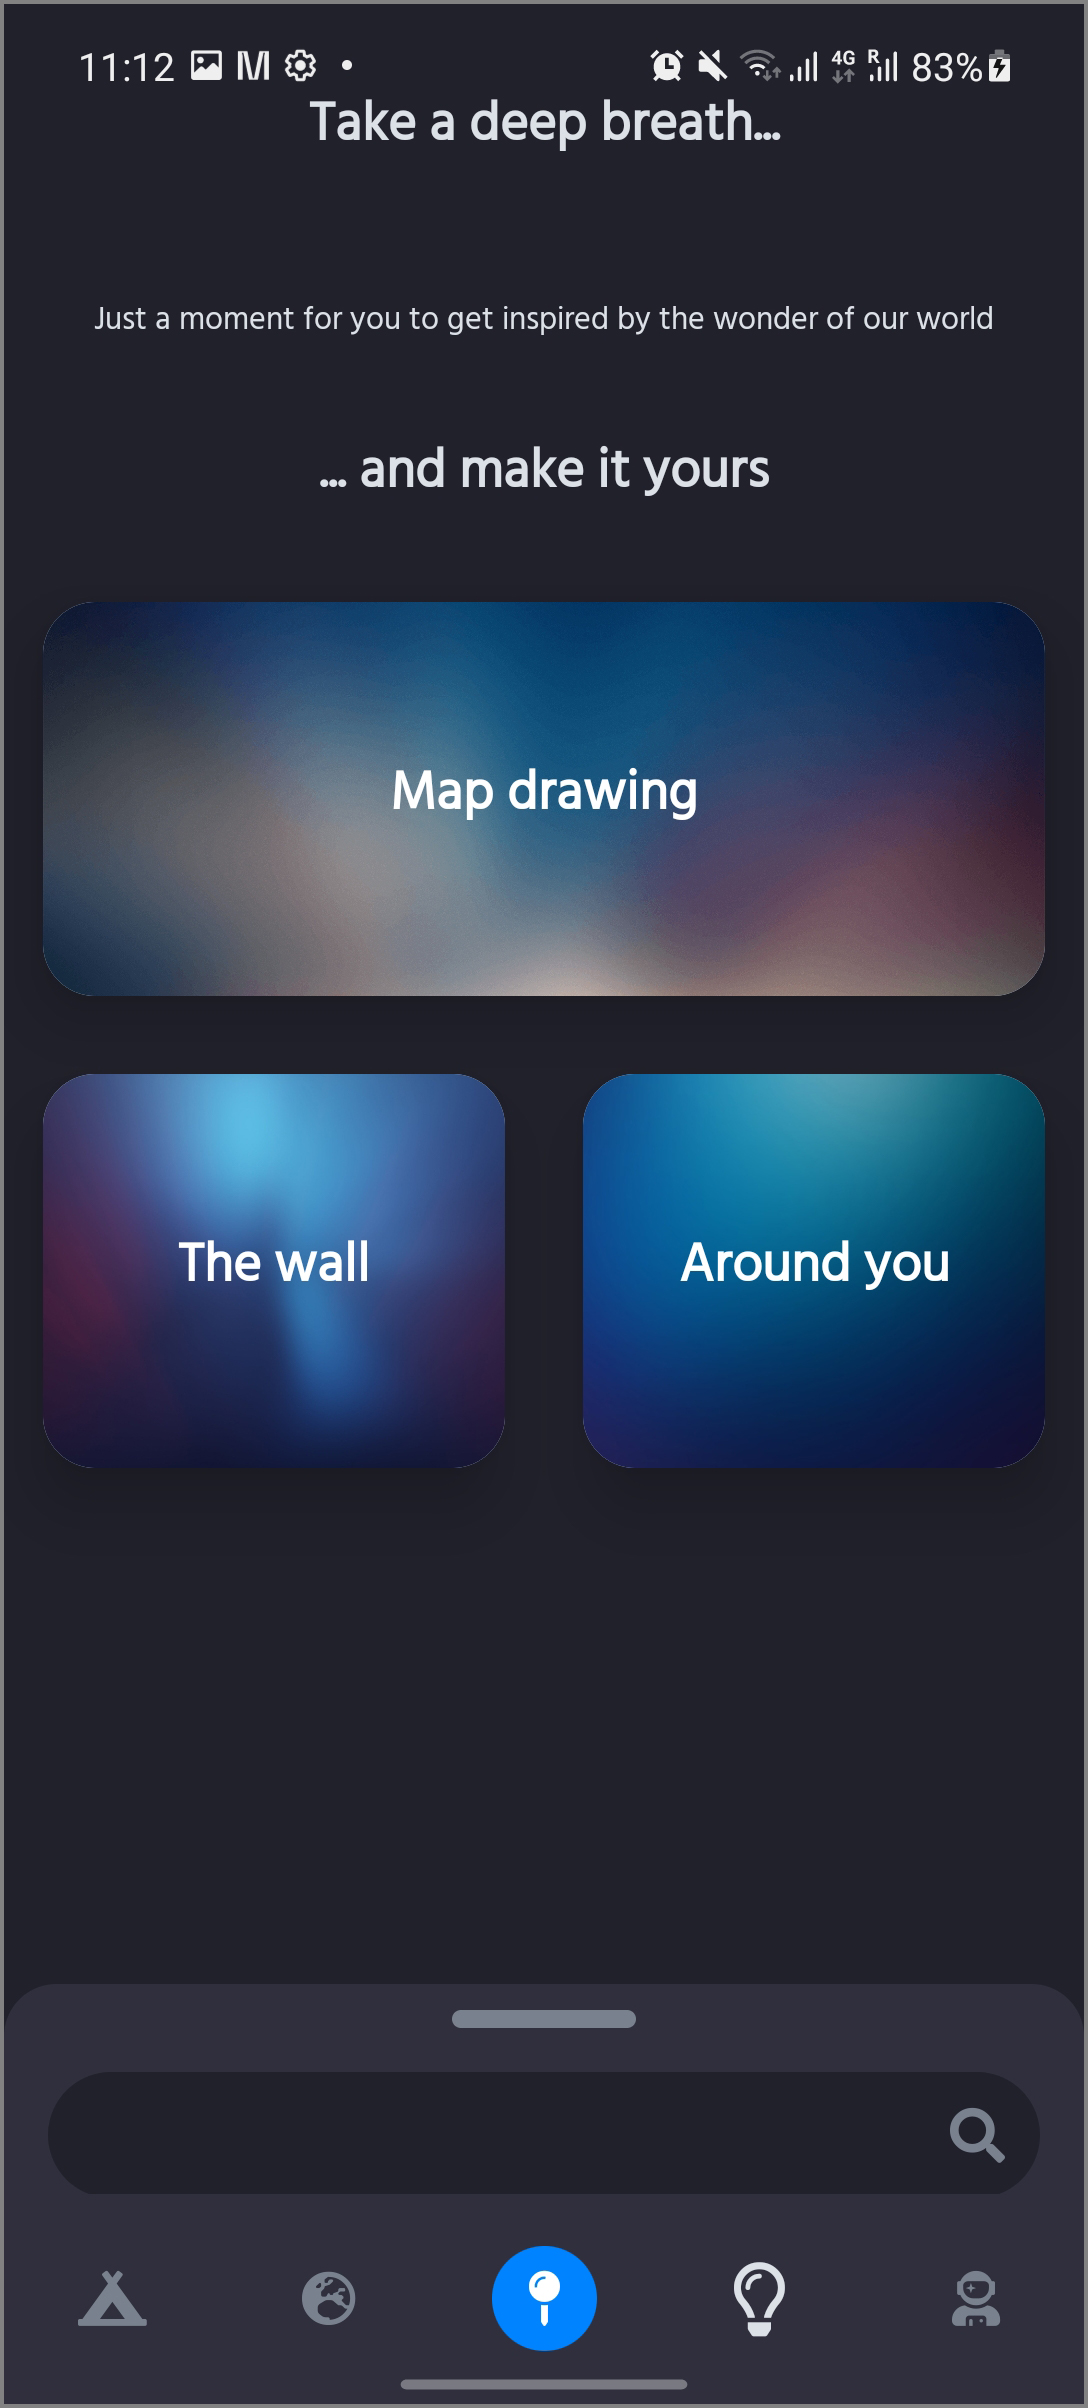 11:12
4G R 83%
Take a deep breath...
Just a moment for you to get inspired by the wonder of our world
... and make it yours
Map drawing
The wall
Around you